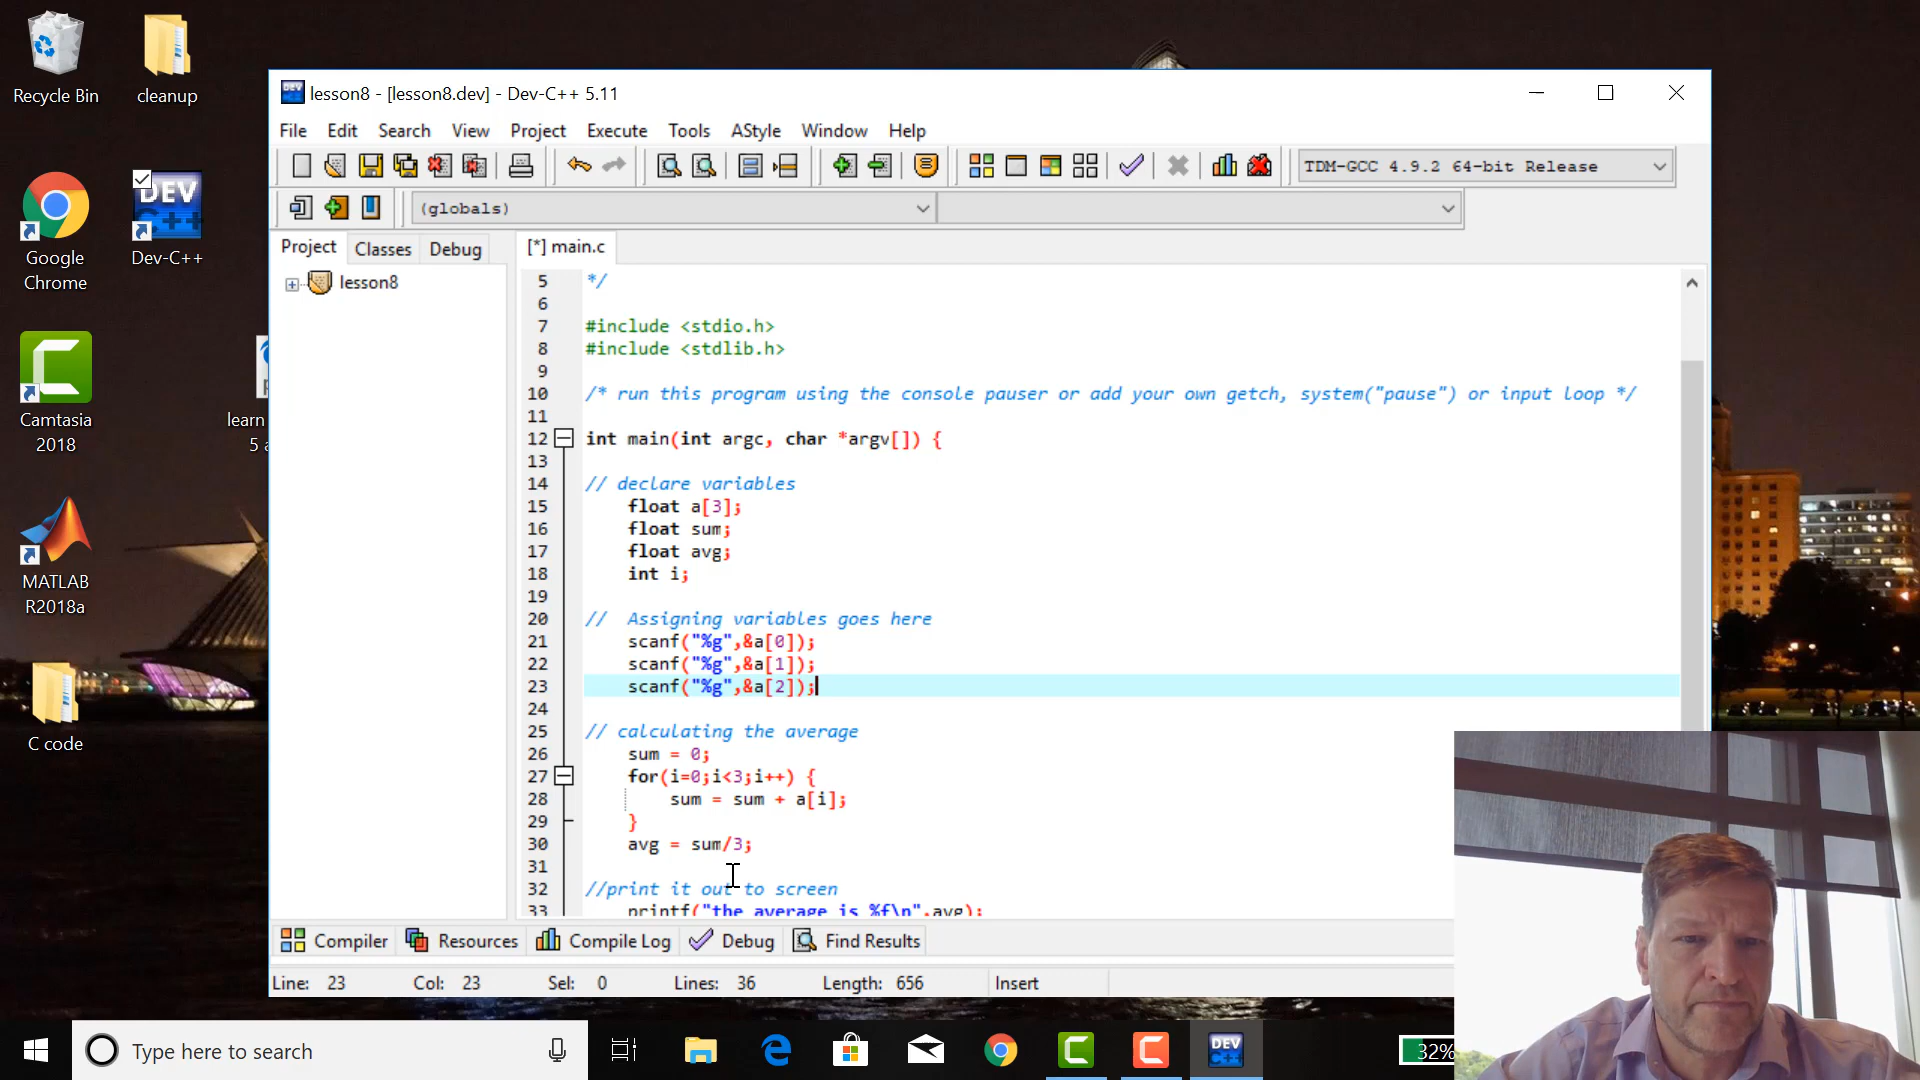 Recycle Bin
cleanup
Google Chrome
DEV C++
Dev-C++
Camtasia 2018
learn
5
MATLAB R2018a
C code
lesson8 - [lesson8.dev] - Dev-C++ 5.11
File Edit Search View Project Execute Tools AStyle Window Help
TDM-GCC 4.9.2 64-bit Release
(globals)
Project Classes Debug
[*] main.c
lesson8
5 */
6
7 #include <stdio.h>
8 #include <stdlib.h>
9
10 /* run this program using the console pauser or add your own getch, system("pause") or input loop */
11
12 int main(int argc, char *argv[]) {
13
14 // declare variables
15 float a[3];
16 float sum;
17 float avg;
18 int i;
19
20 // Assigning variables goes here
21 scanf("%g",&a[0]);
22 scanf("%g",&a[1]);
23 scanf("%g",&a[2]);
24
25 // calculating the average
26 sum = 0;
27 for(i=0;i<3;i++) {
28 sum = sum + a[i];
29 }
30 avg = sum/3;
31
32 //print it out to screen
33 printf("the average is %f\n",avg);
Compiler Resources Compile Log Debug Find Results
Line: 23 Col: 23 Sel: 0 Lines: 36 Length: 656 Insert
Type here to search
DEV
32%